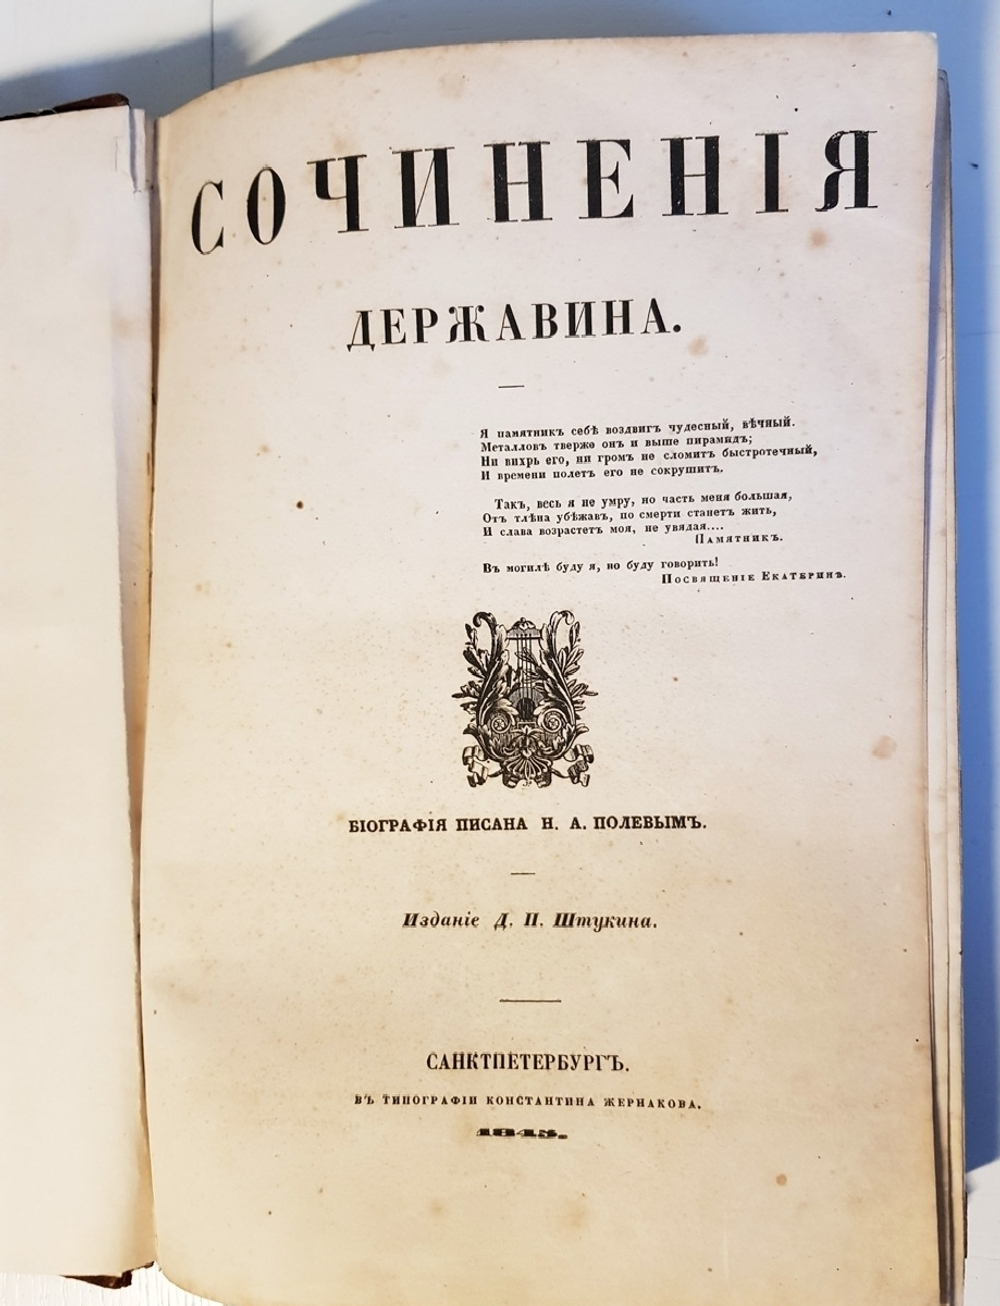 СОЧИНЕНІЯ
ДЕРЖАВИНА.
Я памятникъ себѣ воздвигъ чудесный, вѣчный.
Металловъ тверже онъ и выше пирамидъ;
Ни вихрь его, ни громъ не сломитъ быстротечный,
И времени полетъ его не сокрушитъ.
Такъ, весь я не умру, но часть меня большая,
Отъ тлѣна убѣжавъ, по смерти станетъ жить,
И слава возрастетъ моя, не увядая....
Памятникъ.
Въ могилѣ буду я, но буду говорить!
Посвященіе Екатеринѣ.
БІОГРАФІЯ ПИСАНА Н. А. ПОЛЕВЫМЪ.
Изданіе Д. П. Штукина.
САНКТПЕТЕРБУРГЪ.
ВЪ ТИПОГРАФІИ КОНСТАНТИНА ЖЕРНАКОВА.
1845.